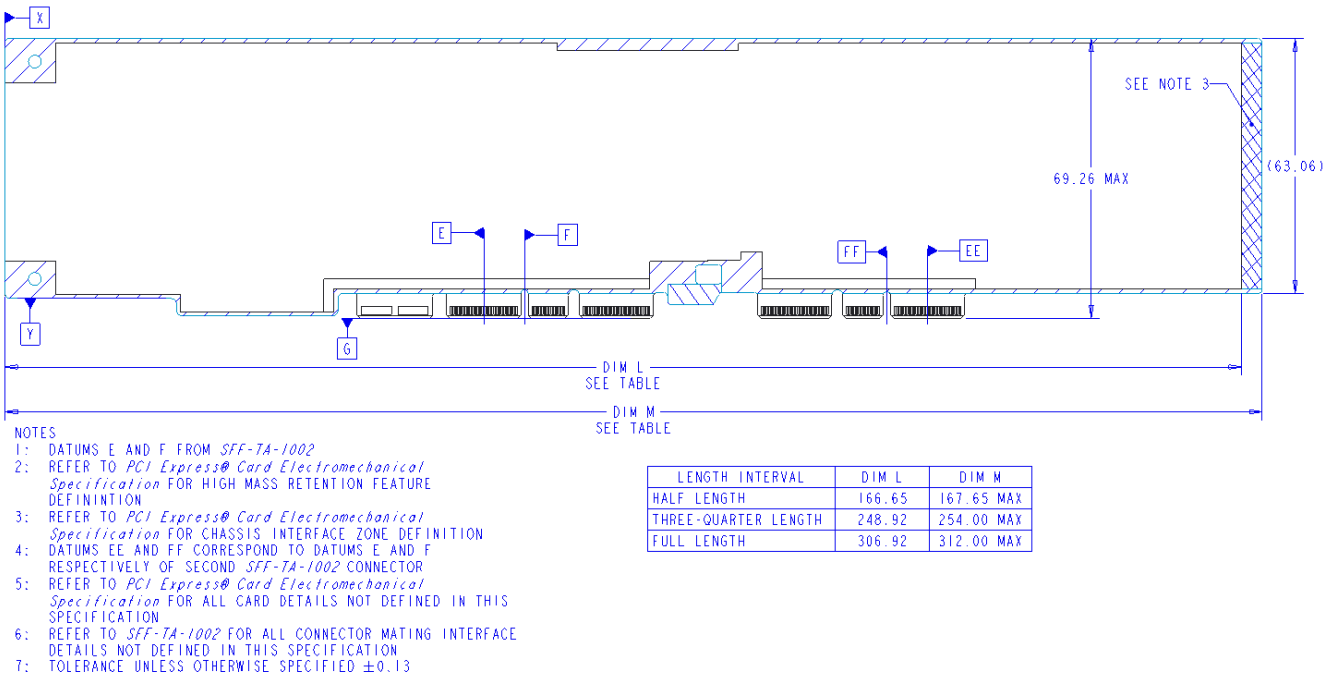 X
SEE NOTE 3
(63.06)
69.26 MAX
E
F
FF
EE
Y
G
DIM L
SEE TABLE
DIM M
SEE TABLE
NOTES
1: DATUMS E AND F FROM SFF-TA-1002
2: REFER TO PCI Express® Card Electromechanical
Specification FOR HIGH MASS RETENTION FEATURE
DEFININTION
3: REFER TO PCI Express® Card Electromechanical
Specification FOR CHASSIS INTERFACE ZONE DEFINITION
4: DATUMS EE AND FF CORRESPOND TO DATUMS E AND F
RESPECTIVELY OF SECOND SFF-TA-1002 CONNECTOR
5: REFER TO PCI Express® Card Electromechanical
Specification FOR ALL CARD DETAILS NOT DEFINED IN THIS
SPECIFICATION
6: REFER TO SFF-TA-1002 FOR ALL CONNECTOR MATING INTERFACE
DETAILS NOT DEFINED IN THIS SPECIFICATION
7: TOLERANCE UNLESS OTHERWISE SPECIFIED ±0.13
LENGTH INTERVAL DIM L DIM M
HALF LENGTH 166.65 167.65 MAX
THREE-QUARTER LENGTH 248.92 254.00 MAX
FULL LENGTH 306.92 312.00 MAX